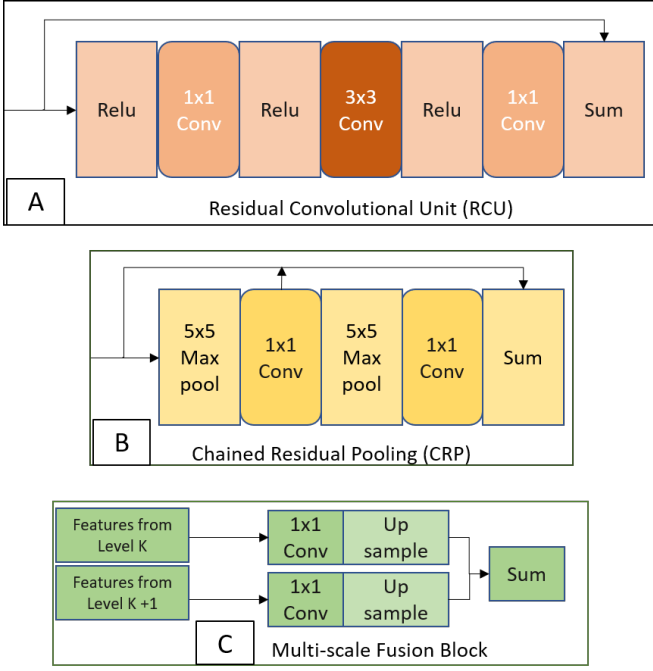 Relu
1x1
Conv
Relu
3x3
Conv
Relu
1x1
Conv
Sum
A
Residual Convolutional Unit (RCU)
5x5
Max
pool
1x1
Conv
5x5
Max
pool
1x1
Conv
Sum
B
Chained Residual Pooling (CRP)
Features from
Level K
1x1
Conv
Up
sample
Features from
Level K +1
1x1
Conv
Up
sample
Sum
C
Multi-scale Fusion Block